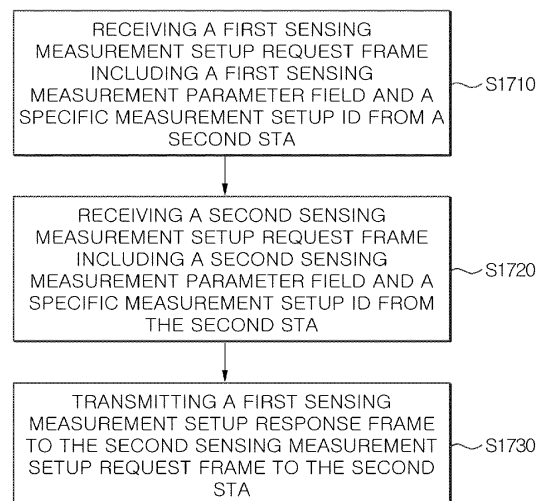 RECEIVING A FIRST SENSING
MEASUREMENT SETUP REQUEST FRAME
INCLUDING A FIRST SENSING
MEASUREMENT PARAMETER FIELD AND A
SPECIFIC MEASUREMENT SETUP ID FROM A
SECOND STA
S1710
RECEIVING A SECOND SENSING
MEASUREMENT SETUP REQUEST FRAME
INCLUDING A SECOND SENSING
MEASUREMENT PARAMETER FIELD AND A
SPECIFIC MEASUREMENT SETUP ID FROM
THE SECOND STA
S1720
TRANSMITTING A FIRST SENSING
MEASUREMENT SETUP RESPONSE FRAME
TO THE SECOND SENSING MEASUREMENT
SETUP REQUEST FRAME TO THE SECOND
STA
S1730